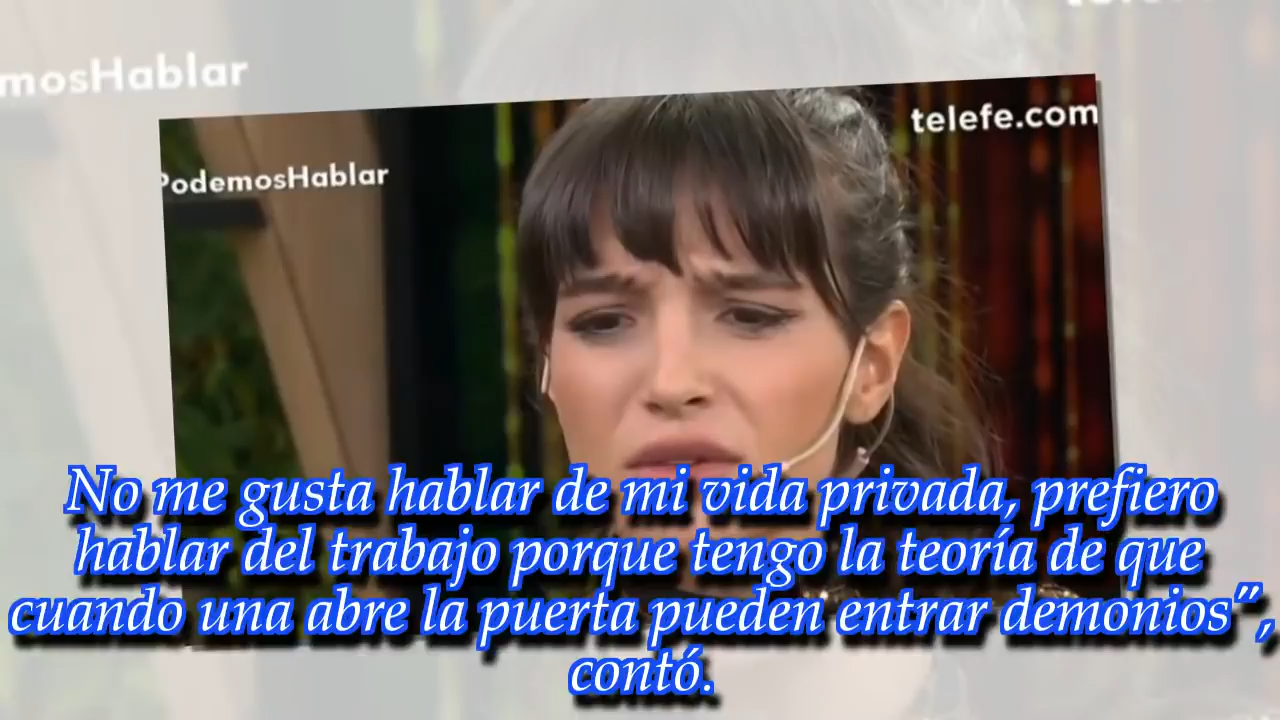 mosHablar
telefe.com
PodemosHablar
No me gusta hablar de mi vida privada, prefiero
hablar del trabajo porque tengo la teoría de que
cuando una abre la puerta pueden entrar demonios”,
contó.